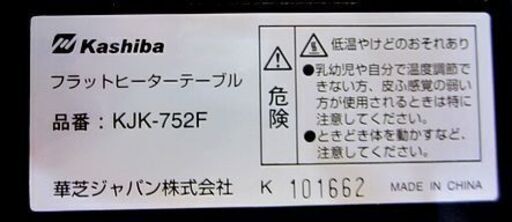 Kashiba
フラットヒーターテーブル
品番：KJK-752F
華芝ジャパン株式会社
K 101662
MADE IN CHINA
危険
低温やけどのおそれあり
●乳幼児や自分で温度調節で
きない方、皮ふ感覚の弱い
方が使用されるときは特に
注意してください。
●ときどき体を動かすなど、
注意してください。